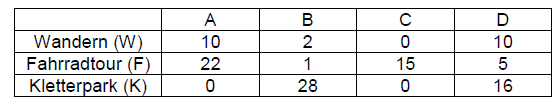 A B C D
Wandern (W) 10 2 0 10
Fahrradtour (F) 22 1 15 5
Kletterpark (K) 0 28 0 16